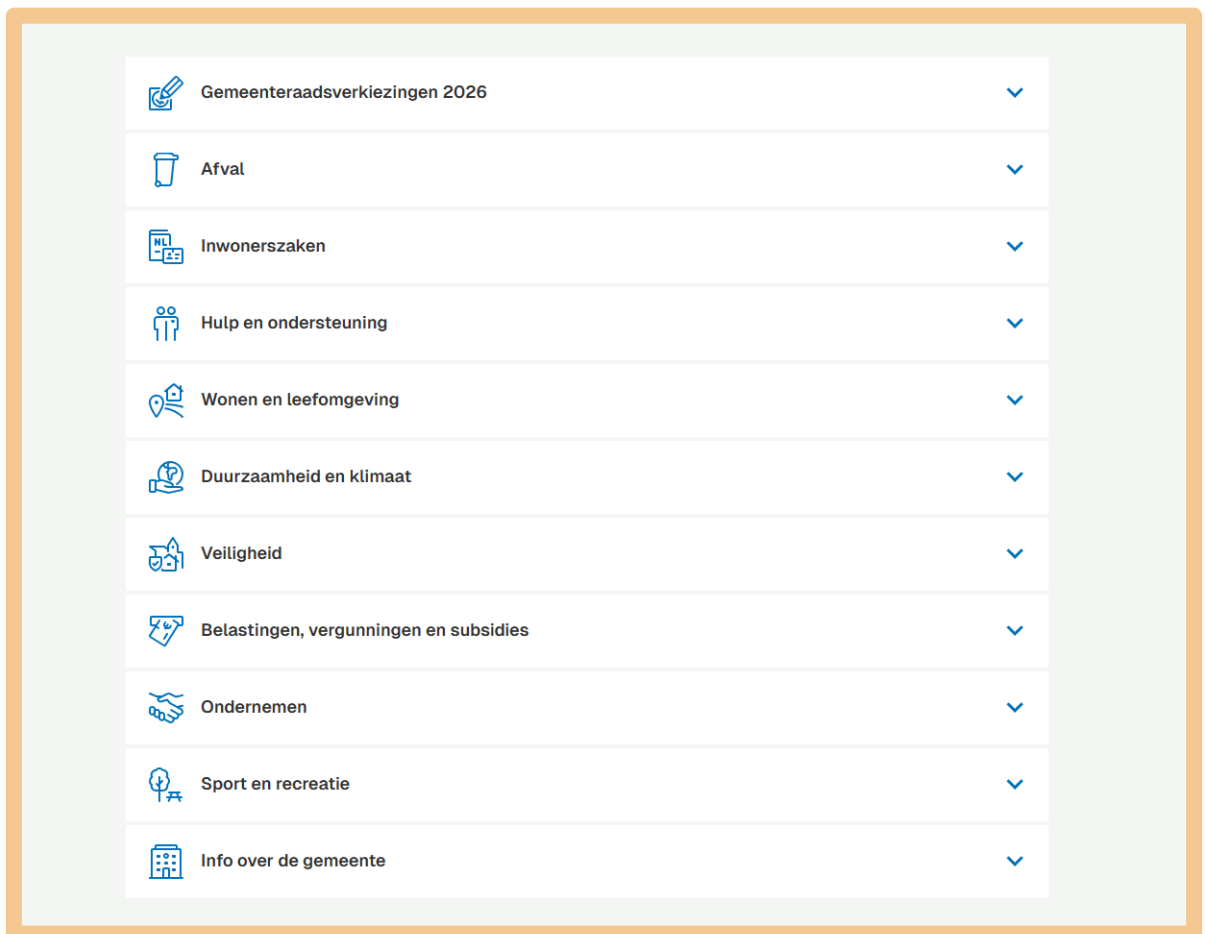 Gemeenteraadsverkiezingen 2026
Afval
NL
Inwonerszaken
Hulp en ondersteuning
Wonen en leefomgeving
Duurzaamheid en klimaat
Veiligheid
Belastingen, vergunningen en subsidies
Ondernemen
Sport en recreatie
Info over de gemeente